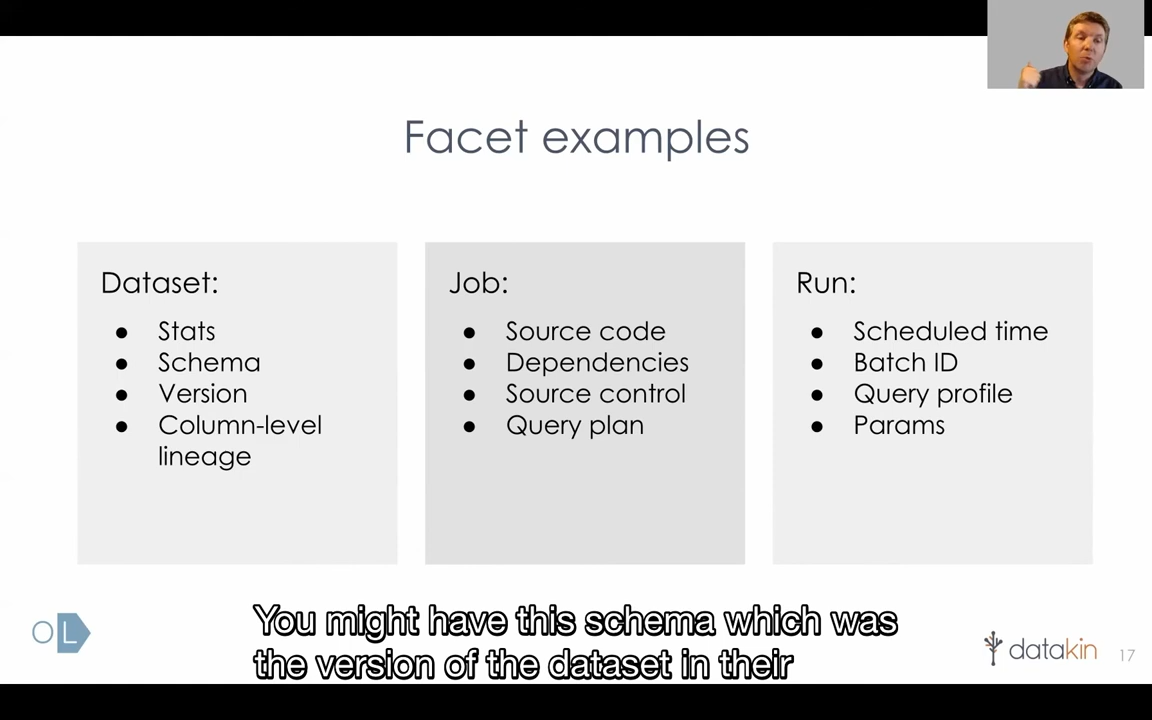 Facet examples
Dataset:
● Stats
● Schema
● Version
● Column-level
lineage
Job:
● Source code
● Dependencies
● Source control
● Query plan
Run:
● Scheduled time
● Batch ID
● Query profile
● Params
You might have this schema which was
the version of the dataset in their
OL
datakin
17